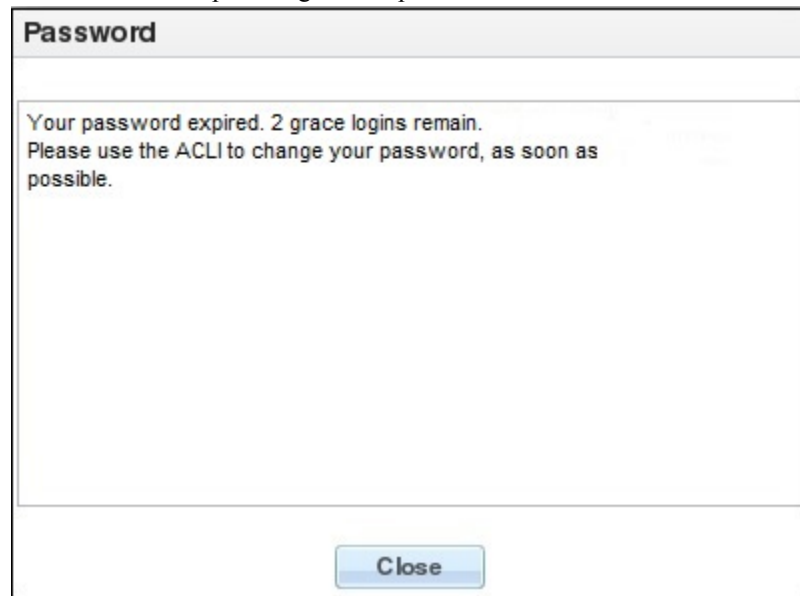 Password
Your password expired. 2 grace logins remain.
Please use the ACLI to change your password, as soon as
possible.
Close